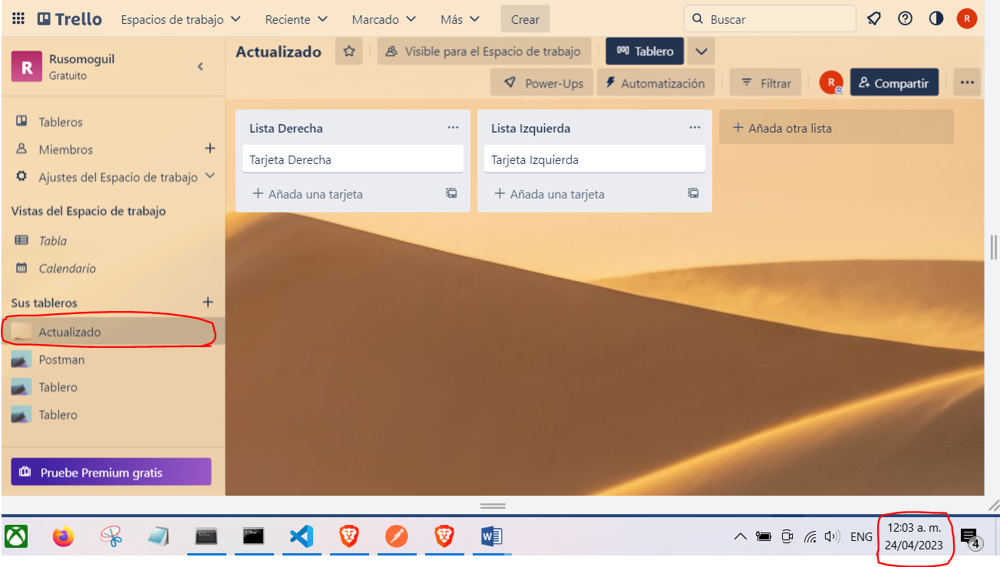 Trello Espacios de trabajo Reciente Marcado Más Crear Buscar R
R Rusomoguil
Gratuito
Actualizado Visible para el Espacio de trabajo Tablero
Power-Ups Automatización Filtrar R Compartir
Tableros
Miembros
Ajustes del Espacio de trabajo
Vistas del Espacio de trabajo
Tabla
Calendario
Sus tableros
Actualizado
Postman
Tablero
Tablero
Pruebe Premium gratis
Lista Derecha
Tarjeta Derecha
Añada una tarjeta
Lista Izquierda
Tarjeta Izquierda
Añada una tarjeta
Añada otra lista
ENG
12:03 a. m.
24/04/2023
4